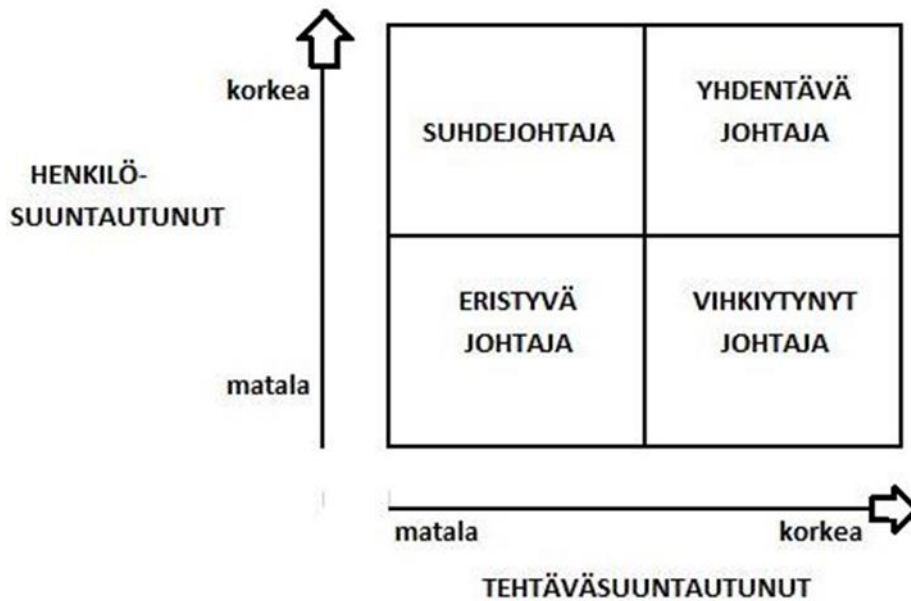 korkea
HENKILÖ-
SUUNTAUTUNUT
matala
SUHDEJOHTAJA
YHDENTÄVÄ
JOHTAJA
ERISTYVÄ
JOHTAJA
VIHKIYTYNYT
JOHTAJA
matala
korkea
TEHTÄVÄSUUNTAUTUNUT